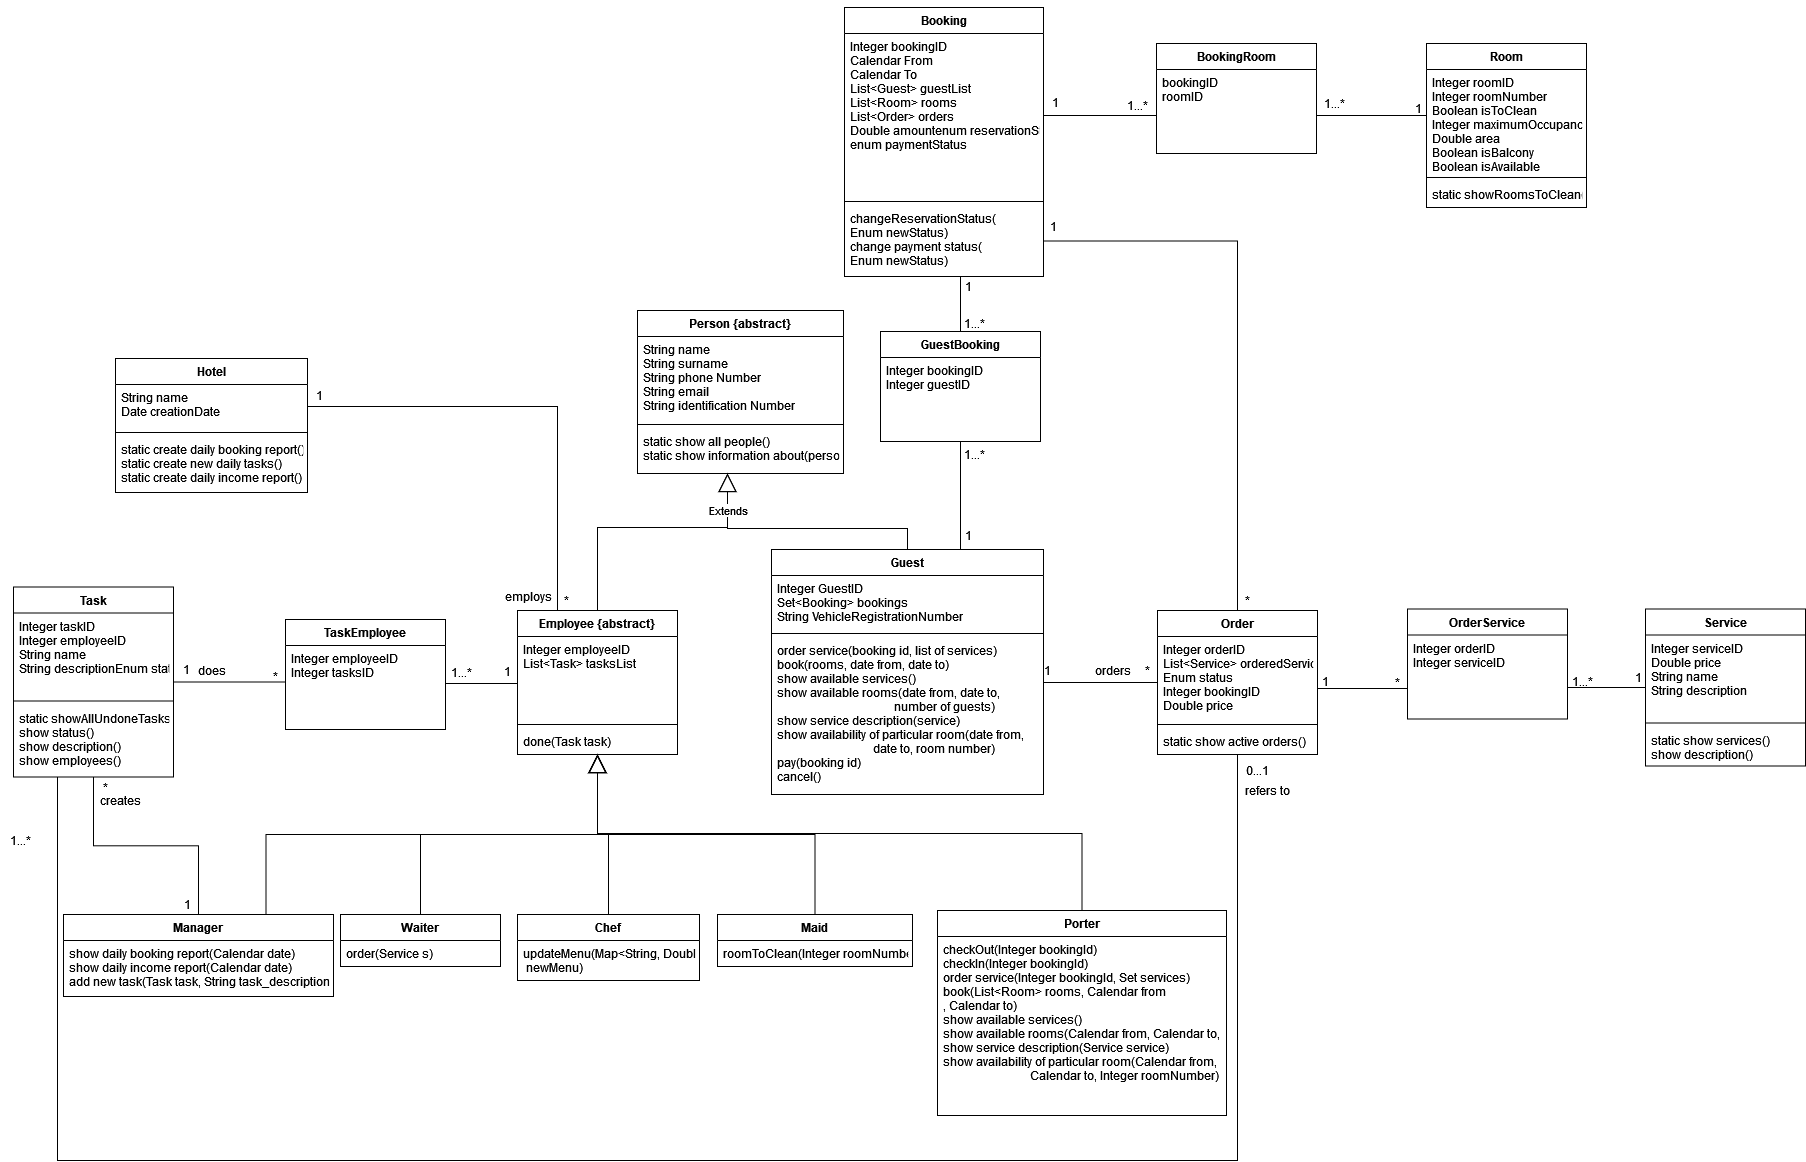 Booking
Integer bookingID
Calendar From
Calendar To
List<Guest> guestList
List<Room> rooms
List<Order> orders
Double amountenum reservationS
enum paymentStatus
changeReservationStatus(
Enum newStatus)
change payment status(
Enum newStatus)
1
1...*
BookingRoom
bookingID
roomID
1...*
1
Room
Integer roomID
Integer roomNumber
Boolean isToClean
Integer maximumOccupanc
Double area
Boolean isBalcony
Boolean isAvailable
static showRoomsToClean
1
1
1...*
GuestBooking
Integer bookingID
Integer guestID
1...*
1
Person {abstract}
String name
String surname
String phone Number
String email
String identification Number
static show all people()
static show information about(perso
Extends
Hotel
String name
Date creationDate
static create daily booking report()
static create new daily tasks()
static create daily income report()
1
employs
*
Task
Integer taskID
Integer employeeID
String name
String descriptionEnum stat
static showAllUndoneTasks
show status()
show description()
show employees()
1 does
*
TaskEmployee
Integer employeeID
Integer tasksID
1...*
1
Employee {abstract}
Integer employeeID
List<Task> tasksList
done(Task task)
Guest
Integer GuestID
Set<Booking> bookings
String VehicleRegistrationNumber
order service(booking id, list of services)
book(rooms, date from, date to)
show available services()
show available rooms(date from, date to,
number of guests)
show service description(service)
show availability of particular room(date from,
date to, room number)
pay(booking id)
cancel()
1
orders
*
*
Order
Integer orderID
List<Service> orderedServic
Enum status
Integer bookingID
Double price
static show active orders()
1
*
OrderService
Integer orderID
Integer serviceID
1...*
1
Service
Integer serviceID
Double price
String name
String description
static show services()
show description()
0...1
refers to
*
creates
1...*
1
Manager
show daily booking report(Calendar date)
show daily income report(Calendar date)
add new task(Task task, String task_description
Waiter
order(Service s)
Chef
updateMenu(Map<String, Doubl
newMenu)
Maid
roomToClean(Integer roomNumbe
Porter
checkOut(Integer bookingId)
checkIn(Integer bookingId)
order service(Integer bookingId, Set services)
book(List<Room> rooms, Calendar from
, Calendar to)
show available services()
show available rooms(Calendar from, Calendar to,
show service description(Service service)
show availability of particular room(Calendar from,
Calendar to, Integer roomNumber)